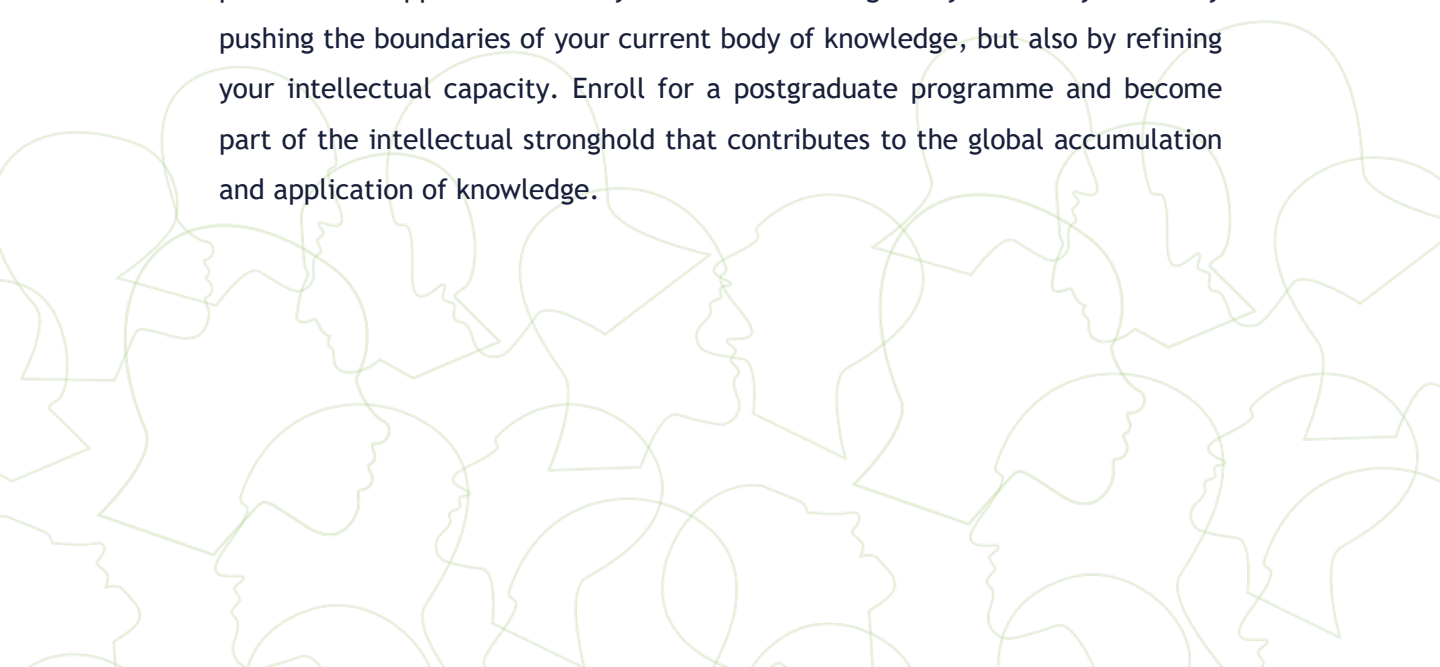 pushing the boundaries of your current body of knowledge, but also by refining
your intellectual capacity. Enroll for a postgraduate programme and become
part of the intellectual stronghold that contributes to the global accumulation
and application of knowledge.